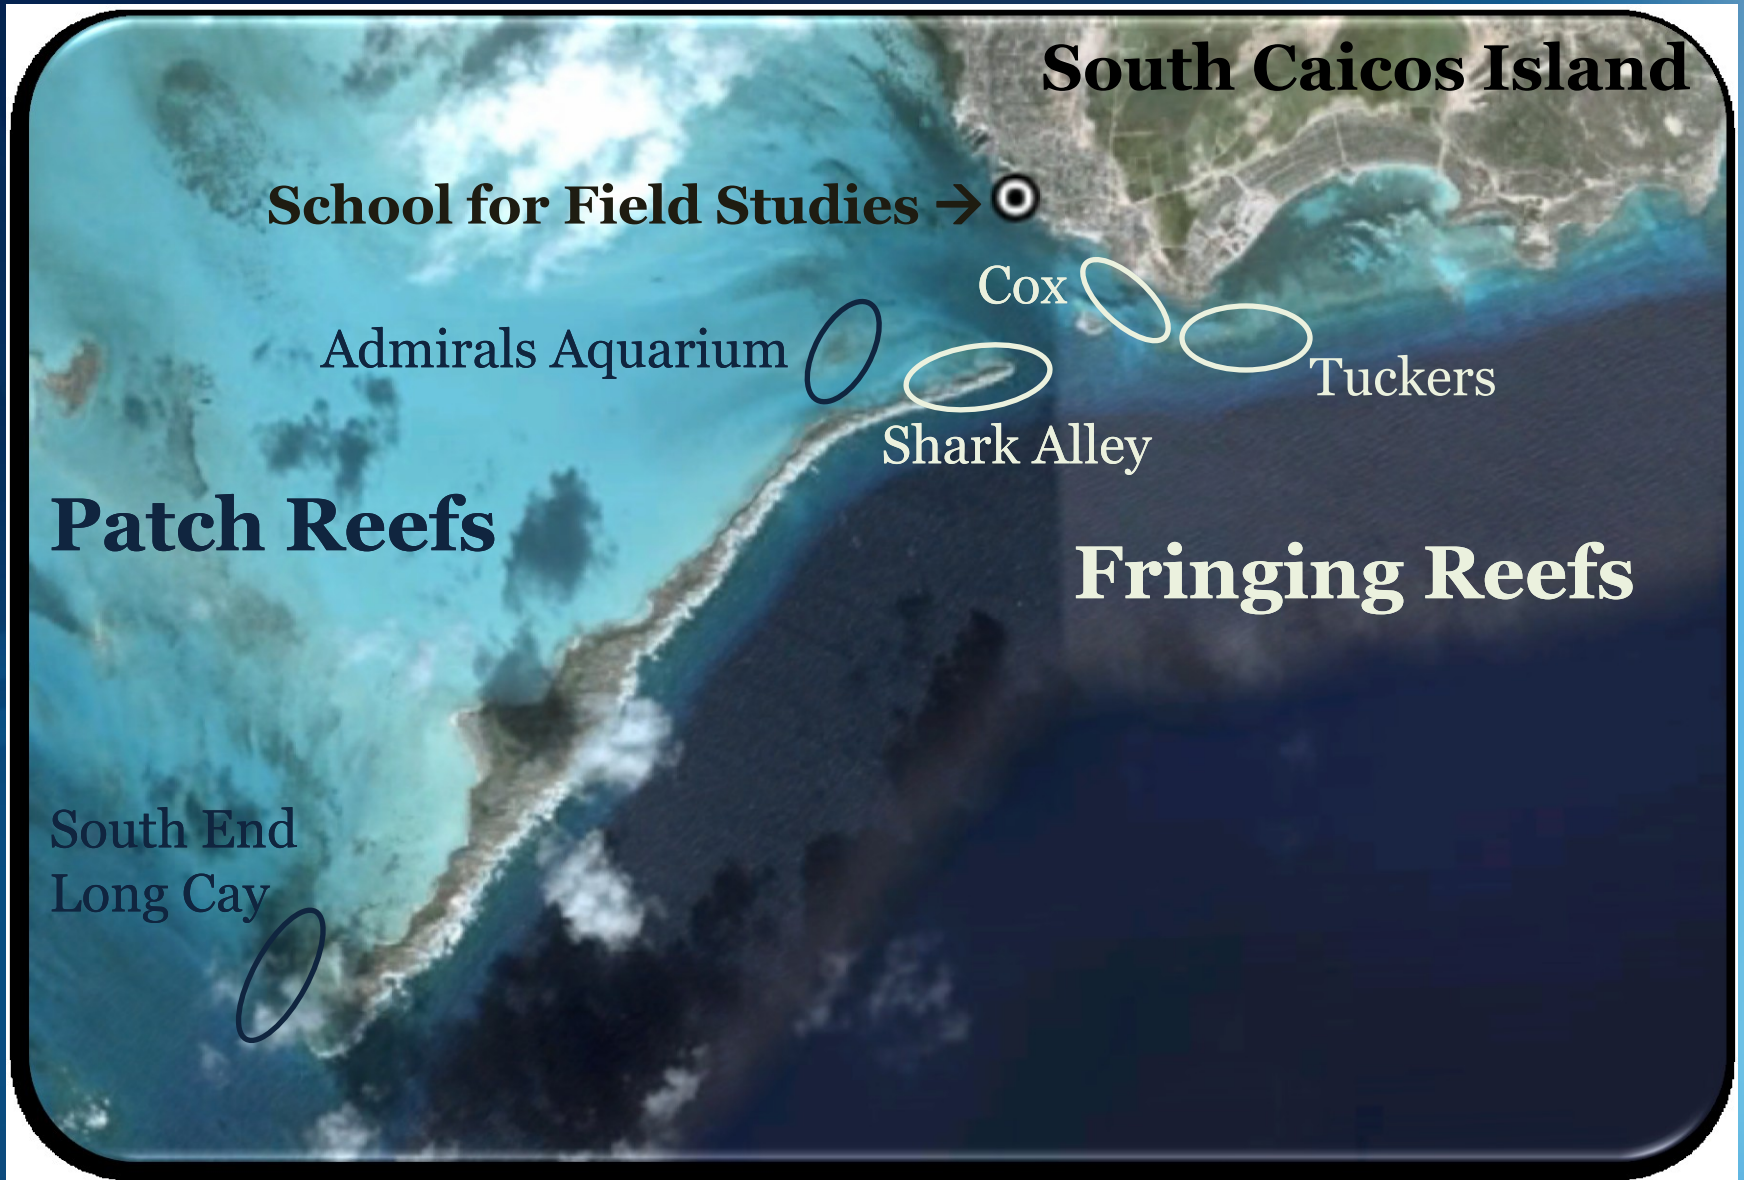 South Caicos Island
School for Field Studies →
Cox
Admirals Aquarium
Tuckers
Shark Alley
Patch Reefs
Fringing Reefs
South End
Long Cay